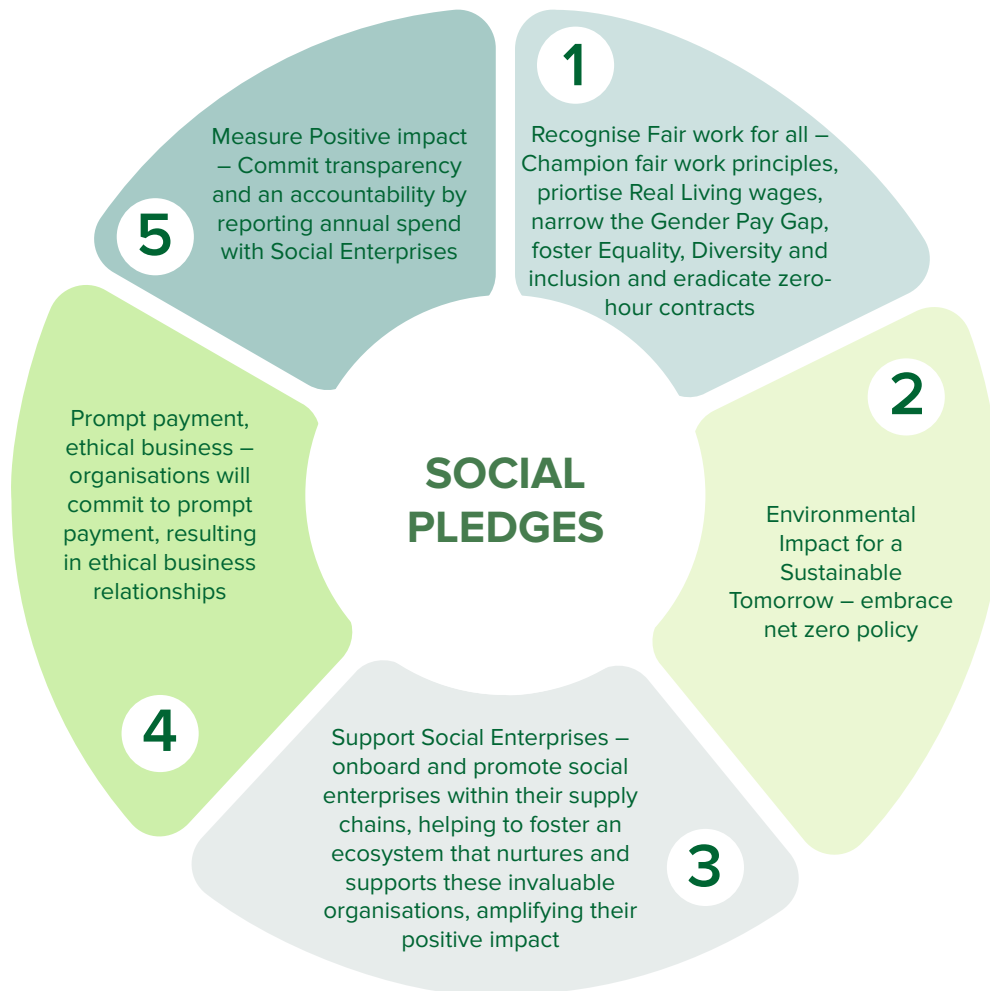 SOCIAL
PLEDGES
1
Recognise Fair work for all –
Champion fair work principles,
priortise Real Living wages,
narrow the Gender Pay Gap,
foster Equality, Diversity and
inclusion and eradicate zero-
hour contracts
2
Environmental
Impact for a
Sustainable
Tomorrow – embrace
net zero policy
3
Support Social Enterprises –
onboard and promote social
enterprises within their supply
chains, helping to foster an
ecosystem that nurtures and
supports these invaluable
organisations, amplifying their
positive impact
4
Prompt payment,
ethical business –
organisations will
commit to prompt
payment, resulting
in ethical business
relationships
5
Measure Positive impact
– Commit transparency
and an accountability by
reporting annual spend
with Social Enterprises